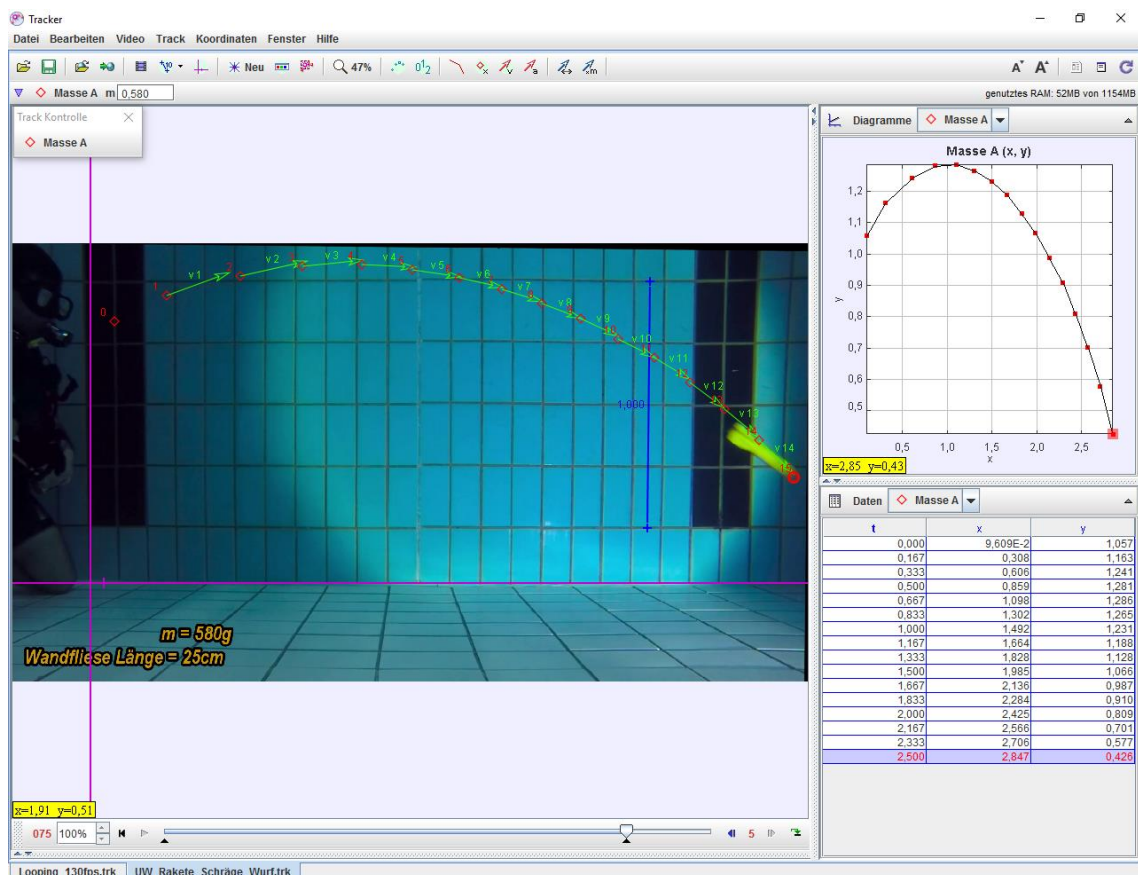 Tracker
Datei Bearbeiten Video Track Koordinaten Fenster Hilfe
Neu 47%
Masse A m 0,580 genutztes RAM: 52MB von 1154MB
Track Kontrolle
Masse A
0
1
2
v1
v2
v3
v4
v5
v6
v7
v8
v9
v10
v11
v12
v13
v14
15
1,000
m = 580g
Wandfliese Länge = 25cm
x=1,91 y=0,51
075 100% 5
Diagramme Masse A
Masse A (x, y)
1,2
1,1
1,0
0,9
0,8
0,7
0,6
0,5
y
0,5 1,0 1,5 2,0 2,5
x
x=2,85 y=0,43
Daten Masse A
t x y
0,000 9,609E-2 1,057
0,167 0,308 1,163
0,333 0,606 1,241
0,500 0,859 1,281
0,667 1,098 1,286
0,833 1,302 1,265
1,000 1,492 1,231
1,167 1,664 1,188
1,333 1,828 1,128
1,500 1,985 1,066
1,667 2,136 0,987
1,833 2,284 0,910
2,000 2,425 0,809
2,167 2,566 0,701
2,333 2,706 0,577
2,500 2,847 0,426
Looping_130fps.trk UW_Rakete_Schräge_Wurf.trk